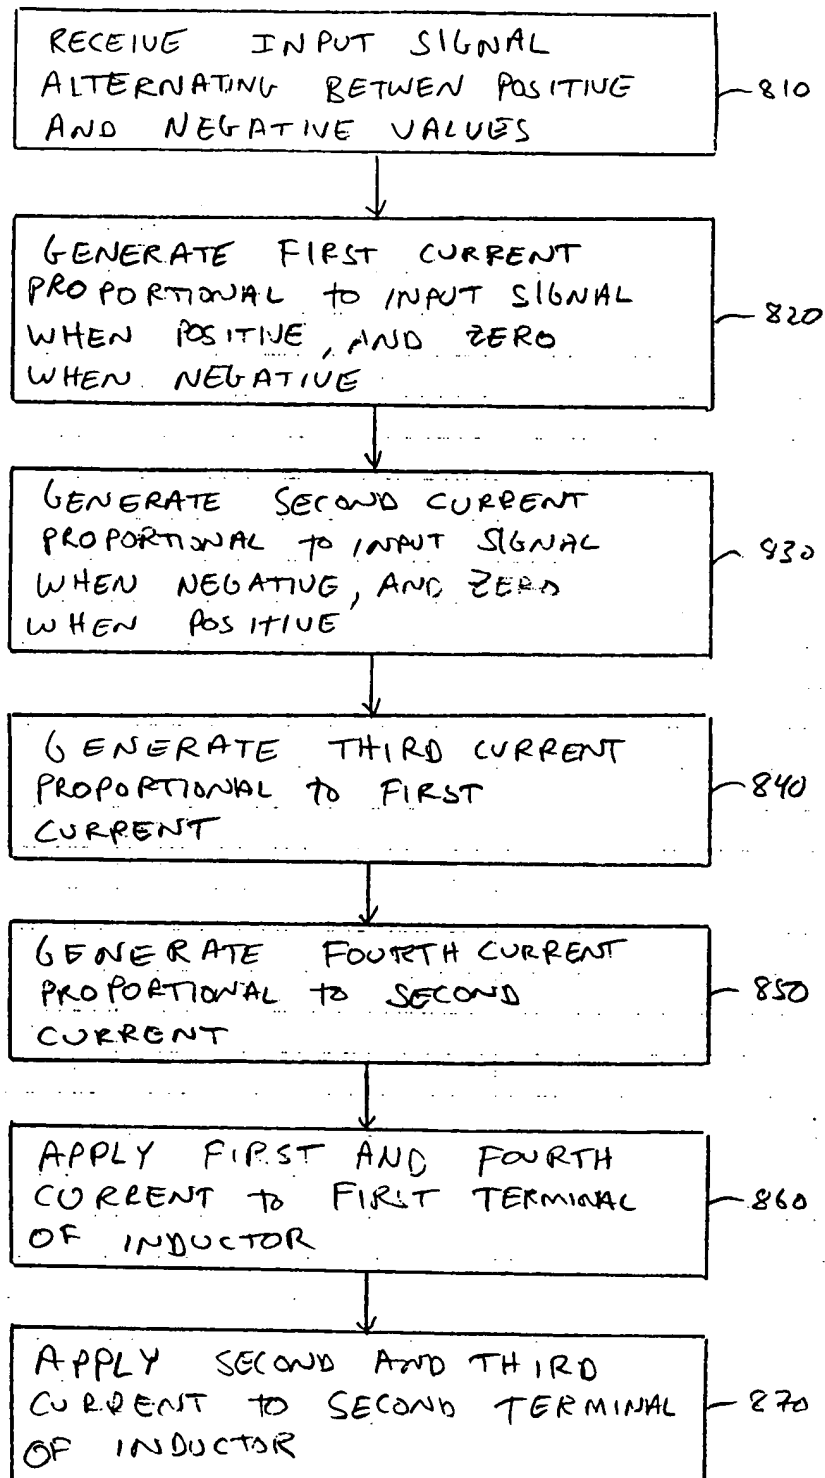 RECEIVE INPUT SIGNAL
ALTERNATING BETWEN POSITIVE
AND NEGATIVE VALUES
810
GENERATE FIRST CURRENT
PROPORTIONAL to INPUT SIGNAL
WHEN POSITIVE, AND ZERO
WHEN NEGATIVE
820
GENERATE SECOND CURRENT
PROPORTIONAL to INPUT SIGNAL
WHEN NEGATIVE, AND ZERO
WHEN POSITIVE
830
GENERATE THIRD CURRENT
PROPORTIONAL to FIRST
CURRENT
840
GENERATE FOURTH CURRENT
PROPORTIONAL to SECOND
CURRENT
850
APPLY FIRST AND FOURTH
CURRENT to FIRST TERMINAL
OF INDUCTOR
860
APPLY SECOND AND THIRD
CURRENT to SECOND TERMINAL
OF INDUCTOR
870